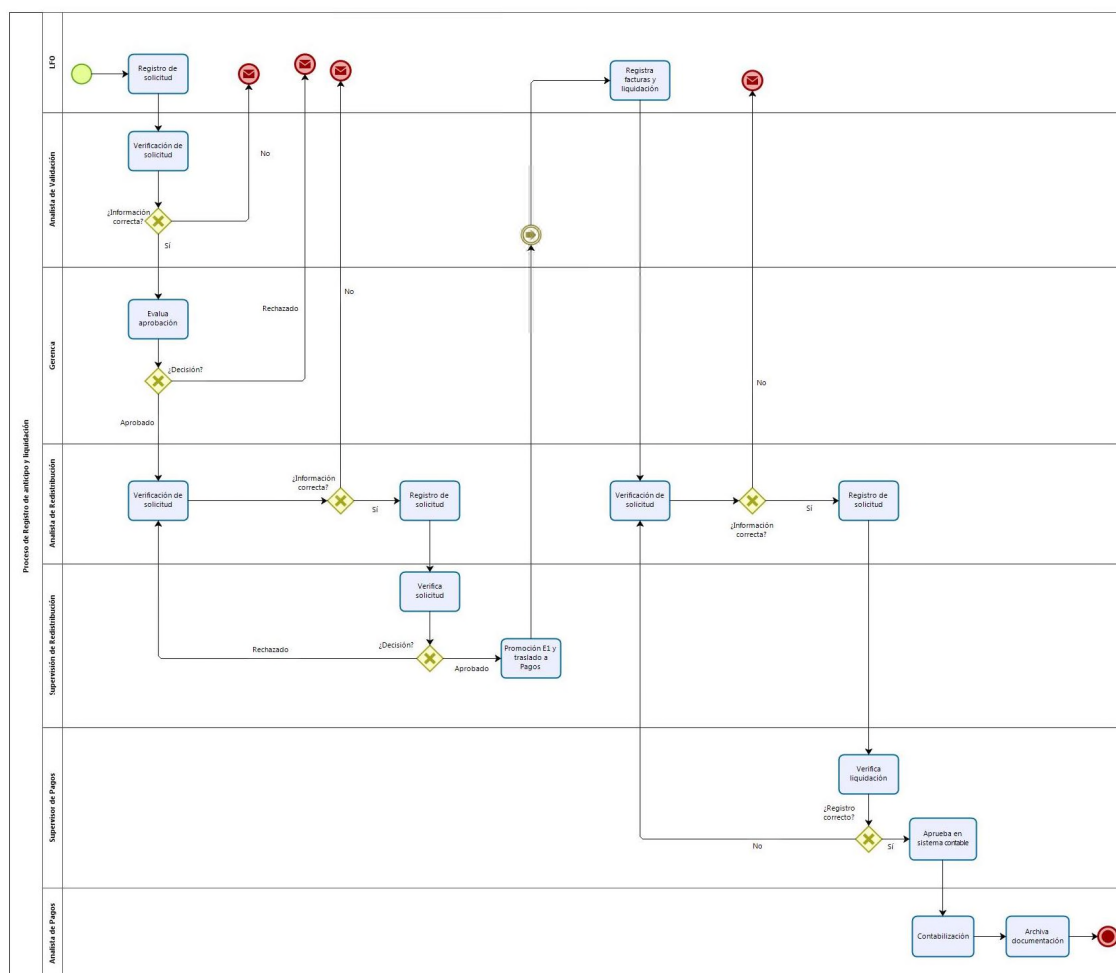 Proceso de Registro de anticipo y liquidación
LFO
Registro de
solicitud
Registra
facturas y
liquidación
Analista de Validación
Verificación de
solicitud
No
¿Información
correcta?
Sí
Gerenca
Evalua
aprobación
Rechazado
No
¿Decisión?
No
Aprobado
Analista de Redistribución
Verificación de
solicitud
¿Información
correcta?
Sí
Registro de
solicitud
Verificación de
solicitud
¿Información
correcta?
Sí
Registro de
solicitud
Supervisión de Redistribución
Verifica
solicitud
¿Decisión?
Rechazado
Aprobado
Promoción E1 y
traslado a
Pagos
Supervisor de Pagos
Verifica
liquidación
¿Registro
correcto?
No
Sí
Aprueba en
sistema contable
Analista de Pagos
Contabilización
Archiva
documentación